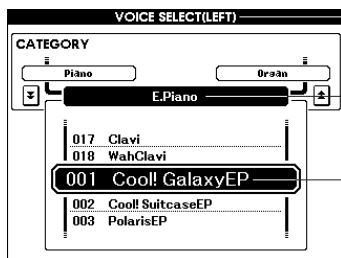 VOICE SELECT(LEFT)
CATEGORY
Piano
Organ
E.Piano
017 Clavi
018 WahClavi
001 Cool! GalaxyEP
002 Cool! SuitcaseEP
003 PolarisEP